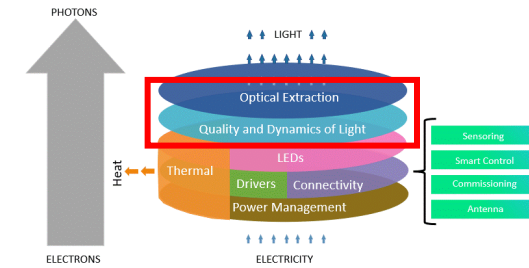 PHOTONS
LIGHT
Optical Extraction
Quality and Dynamics of Light
LEDs
Thermal
Heat
Drivers
Connectivity
Power Management
Sensoring
Smart Control
Commissioning
Antenna
ELECTRONS
ELECTRICITY